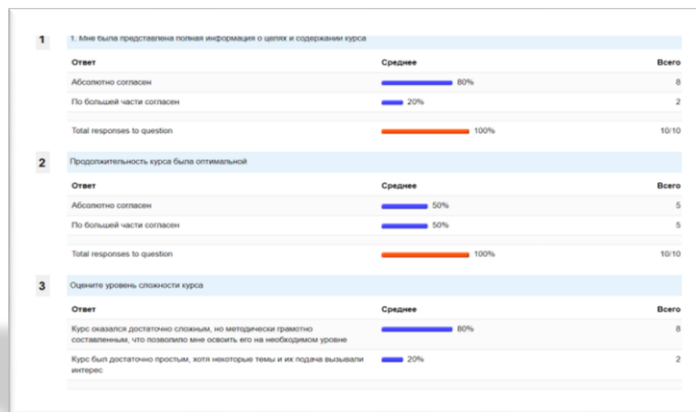 1
1. Мне была представлена полная информация о целях и содержании курса
Ответ Среднее Всего
Абсолютно согласен 80% 8
По большей части согласен 20% 2
Total responses to question 100% 10/10
2
Продолжительность курса была оптимальной
Ответ Среднее Всего
Абсолютно согласен 50% 5
По большей части согласен 50% 5
Total responses to question 100% 10/10
3
Оцените уровень сложности курса
Ответ Среднее Всего
Курс оказался достаточно сложным, но методически грамотно 80% 8
составленным, что позволило мне освоить его на необходимом уровне
Курс был достаточно простым, хотя некоторые темы и их подача вызывали 20% 2
интерес